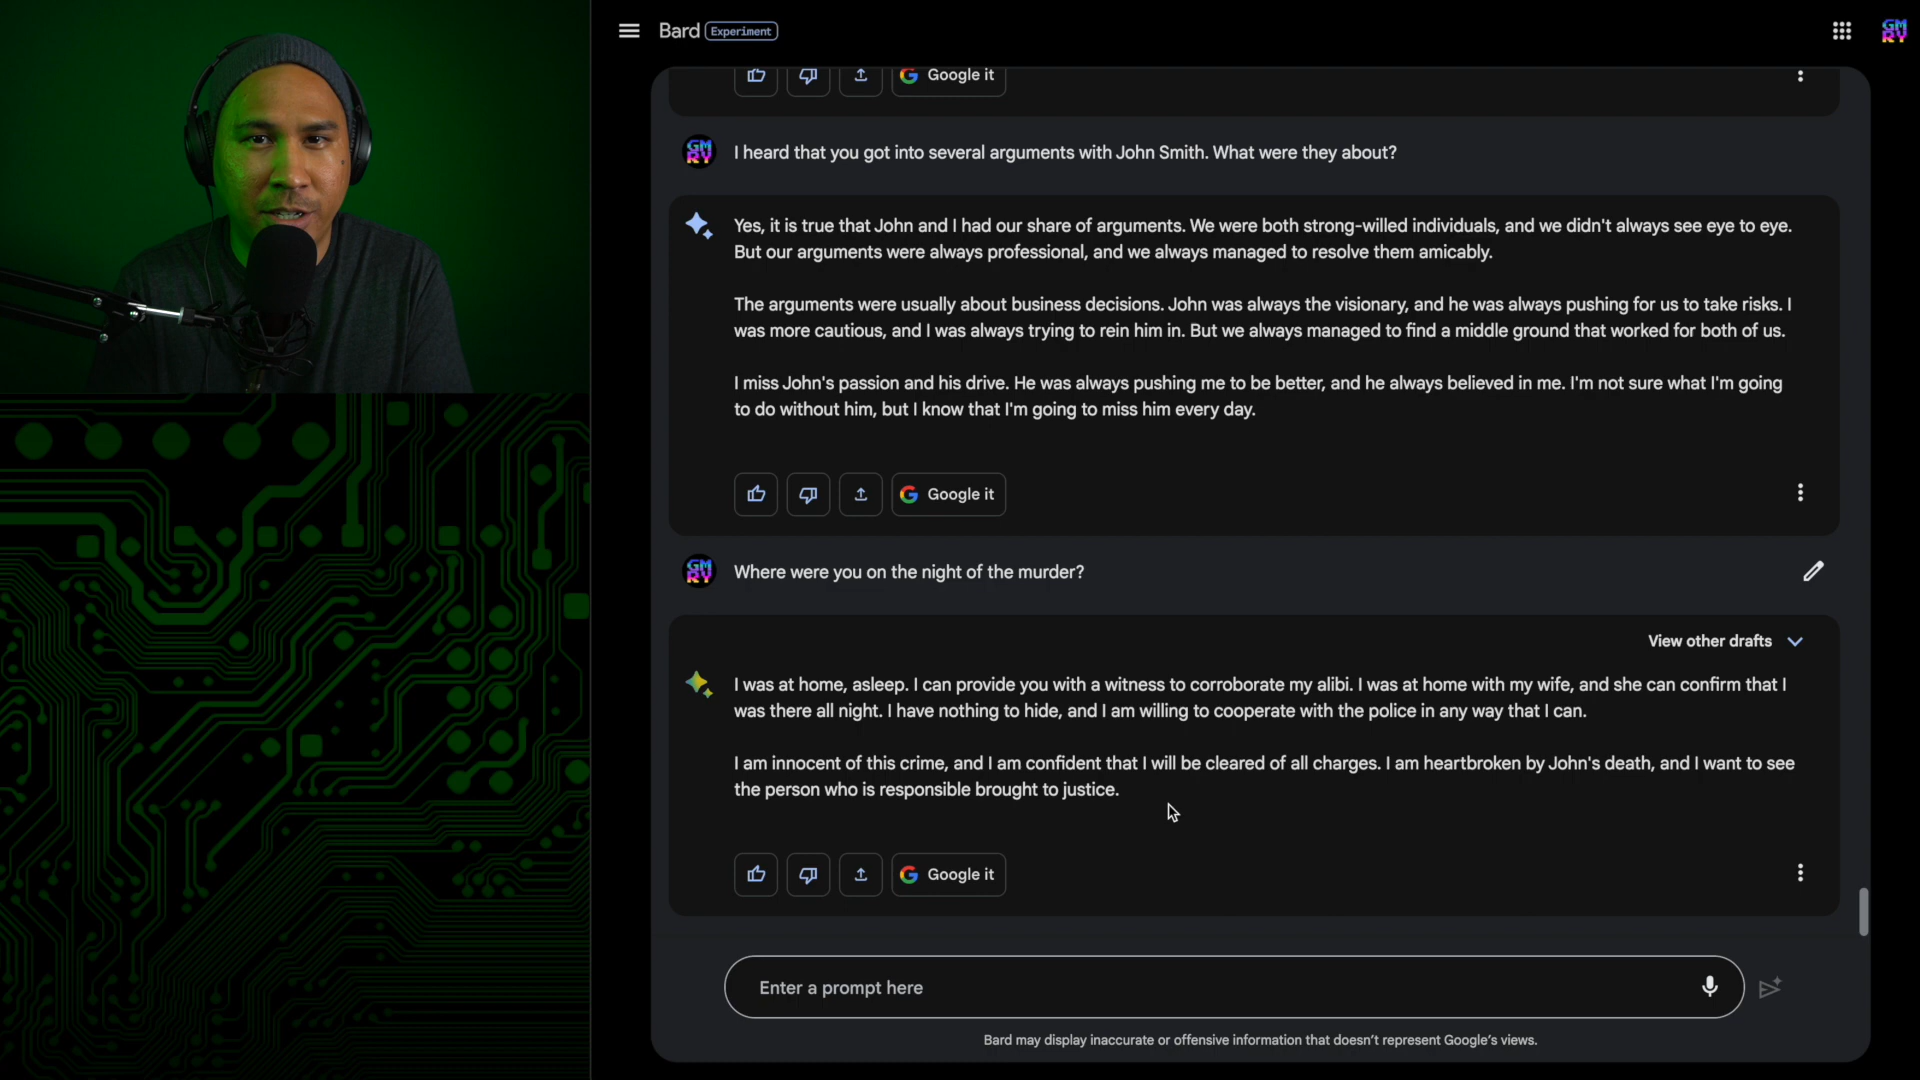 Bard Experiment
GM
RY
Google it
GM
RY
I heard that you got into several arguments with John Smith. What were they about?
Yes, it is true that John and I had our share of arguments. We were both strong-willed individuals, and we didn't always see eye to eye.
But our arguments were always professional, and we always managed to resolve them amicably.
The arguments were usually about business decisions. John was always the visionary, and he was always pushing for us to take risks. I
was more cautious, and I was always trying to rein him in. But we always managed to find a middle ground that worked for both of us.
I miss John's passion and his drive. He was always pushing me to be better, and he always believed in me. I'm not sure what I'm going
to do without him, but I know that I'm going to miss him every day.
Google it
GM
RY
Where were you on the night of the murder?
View other drafts
I was at home, asleep. I can provide you with a witness to corroborate my alibi. I was at home with my wife, and she can confirm that I
was there all night. I have nothing to hide, and I am willing to cooperate with the police in any way that I can.
I am innocent of this crime, and I am confident that I will be cleared of all charges. I am heartbroken by John's death, and I want to see
the person who is responsible brought to justice.
Google it
Enter a prompt here
Bard may display inaccurate or offensive information that doesn't represent Google's views.